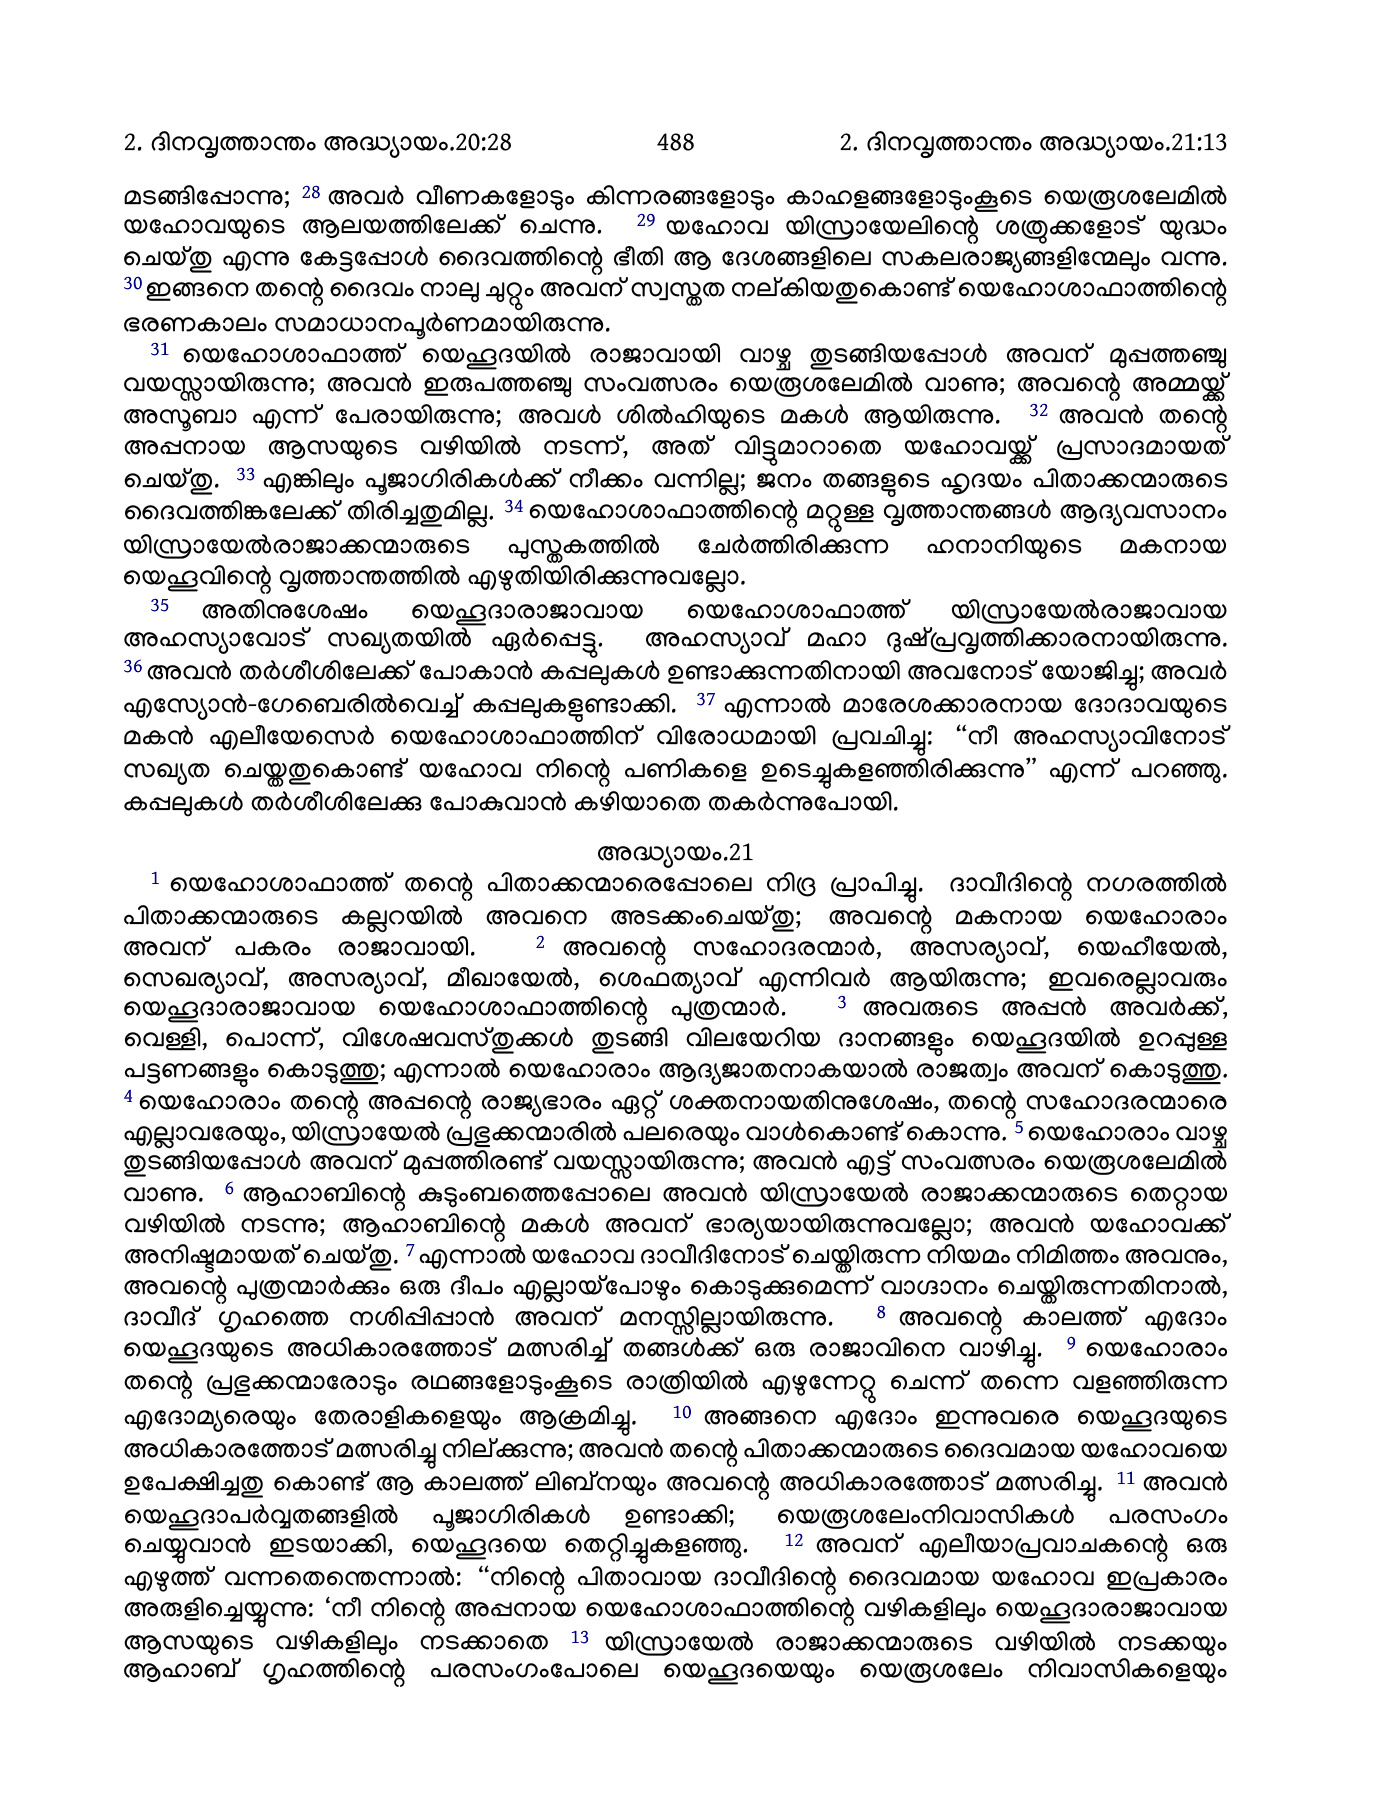 2. ദിനവൃത്താന്തം അദ്ധ്യായം.20:28 488 2. ദിനവൃത്താന്തം അദ്ധ്യായം.21:13
മടങ്ങിപ്പോന്നു; 28 അവർ വീണകളോടും കിന്നരങ്ങളോടും കാഹളങ്ങളോടുംകൂടെ യെരൂശലേമിൽ
യഹോവയുടെ ആലയത്തിലേക്ക് ചെന്നു. 29 യഹോവ യിസ്രായേലിന്റെ ശത്രുക്കളോട് യുദ്ധം
ചെയ്തു എന്നു കേട്ടപ്പോൾ ദൈവത്തിന്റെ ഭീതി ആ ദേശങ്ങളിലെ സകലരാജ്യങ്ങളിന്മേലും വന്നു.
30 ഇങ്ങനെ തന്റെ ദൈവം നാലു ചുറ്റും അവന് സ്വസ്ഥത നല്കിയതുകൊണ്ട് യെഹോശാഫാത്തിന്റെ
ഭരണകാലം സമാധാനപൂർണമായിരുന്നു.
31 യെഹോശാഫാത്ത് യെഹൂദയിൽ രാജാവായി വാഴ്ച തുടങ്ങിയപ്പോൾ അവന് മുപ്പത്തഞ്ചു
വയസ്സായിരുന്നു; അവൻ ഇരുപത്തഞ്ചു സംവത്സരം യെരൂശലേമിൽ വാണു; അവന്റെ അമ്മയ്ക്ക്
അസൂബാ എന്ന് പേരായിരുന്നു; അവൾ ശിൽഹിയുടെ മകൾ ആയിരുന്നു. 32 അവൻ തന്റെ
അപ്പനായ ആസയുടെ വഴിയിൽ നടന്ന്, അത് വിട്ടുമാറാതെ യഹോവയ്ക്ക് പ്രസാദമായത്
ചെയ്തു. 33 എങ്കിലും പൂജാഗിരികൾക്ക് നീക്കം വന്നില്ല; ജനം തങ്ങളുടെ ഹൃദയം പിതാക്കന്മാരുടെ
ദൈവത്തിങ്കലേക്ക് തിരിച്ചതുമില്ല. 34 യെഹോശാഫാത്തിന്റെ മറ്റുള്ള വൃത്താന്തങ്ങൾ ആദ്യവസാനം
യിസ്രായേൽരാജാക്കന്മാരുടെ പുസ്തകത്തിൽ ചേർത്തിരിക്കുന്ന ഹനാനിയുടെ മകനായ
യെഹൂവിന്റെ വൃത്താന്തത്തിൽ എഴുതിയിരിക്കുന്നുവല്ലോ.
35 അതിനുശേഷം യെഹൂദാരാജാവായ യെഹോശാഫാത്ത് യിസ്രായേൽരാജാവായ
അഹസ്യാവോട് സഖ്യതയിൽ ഏർപ്പെട്ടു. അഹസ്യാവ് മഹാ ദുഷ്‌പ്രവൃത്തിക്കാരനായിരുന്നു.
36 അവൻ തർശീശിലേക്ക് പോകാൻ കപ്പലുകൾ ഉണ്ടാക്കുന്നതിനായി അവനോട് യോജിച്ചു; അവർ
എസ്യോൻ-ഗേബെരിൽവെച്ച് കപ്പലുകളുണ്ടാക്കി. 37 എന്നാൽ മാരേശക്കാരനായ ദോദാവയുടെ
മകൻ എലീയേസെർ യെഹോശാഫാത്തിന് വിരോധമായി പ്രവചിച്ചു: “നീ അഹസ്യാവിനോട്
സഖ്യത ചെയ്തതുകൊണ്ട് യഹോവ നിന്റെ പണികളെ ഉടെച്ചുകളഞ്ഞിരിക്കുന്നു” എന്ന് പറഞ്ഞു.
കപ്പലുകൾ തർശീശിലേക്കു പോകുവാൻ കഴിയാതെ തകർന്നുപോയി.
അദ്ധ്യായം.21
1 യെഹോശാഫാത്ത് തന്റെ പിതാക്കന്മാരെപ്പോലെ നിദ്ര പ്രാപിച്ചു. ദാവീദിന്റെ നഗരത്തിൽ
പിതാക്കന്മാരുടെ കല്ലറയിൽ അവനെ അടക്കംചെയ്തു; അവന്റെ മകനായ യെഹോരാം
അവന് പകരം രാജാവായി. 2 അവന്റെ സഹോദരന്മാർ, അസര്യാവ്, യെഹീയേൽ,
സെഖര്യാവ്, അസര്യാവ്, മീഖായേൽ, ശെഫത്യാവ് എന്നിവർ ആയിരുന്നു; ഇവരെല്ലാവരും
യെഹൂദാരാജാവായ യെഹോശാഫാത്തിന്റെ പുത്രന്മാർ. 3 അവരുടെ അപ്പൻ അവർക്ക്,
വെള്ളി, പൊന്ന്, വിശേഷവസ്തുക്കൾ തുടങ്ങി വിലയേറിയ ദാനങ്ങളും യെഹൂദയിൽ ഉറപ്പുള്ള
പട്ടണങ്ങളും കൊടുത്തു; എന്നാൽ യെഹോരാം ആദ്യജാതനാകയാൽ രാജത്വം അവന് കൊടുത്തു.
4 യെഹോരാം തന്റെ അപ്പന്റെ രാജ്യഭാരം ഏറ്റ് ശക്തനായതിനുശേഷം, തന്റെ സഹോദരന്മാരെ
എല്ലാവരേയും, യിസ്രായേൽ പ്രഭുക്കന്മാരിൽ പലരെയും വാൾകൊണ്ട് കൊന്നു. 5 യെഹോരാം വാഴ്ച
തുടങ്ങിയപ്പോൾ അവന് മുപ്പത്തിരണ്ട് വയസ്സായിരുന്നു; അവൻ എട്ട് സംവത്സരം യെരൂശലേമിൽ
വാണു. 6 ആഹാബിന്റെ കുടുംബത്തെപ്പോലെ അവൻ യിസ്രായേൽ രാജാക്കന്മാരുടെ തെറ്റായ
വഴിയിൽ നടന്നു; ആഹാബിന്റെ മകൾ അവന് ഭാര്യയായിരുന്നുവല്ലോ; അവൻ യഹോവക്ക്
അനിഷ്ടമായത് ചെയ്തു. 7 എന്നാൽ യഹോവ ദാവീദിനോട് ചെയ്തിരുന്ന നിയമം നിമിത്തം അവനും,
അവന്റെ പുത്രന്മാർക്കും ഒരു ദീപം എല്ലായ്പോഴും കൊടുക്കുമെന്ന് വാഗ്ദാനം ചെയ്തിരുന്നതിനാൽ,
ദാവീദ് ഗൃഹത്തെ നശിപ്പിപ്പാൻ അവന് മനസ്സില്ലായിരുന്നു. 8 അവന്റെ കാലത്ത് എദോം
യെഹൂദയുടെ അധികാരത്തോട് മത്സരിച്ച് തങ്ങൾക്ക് ഒരു രാജാവിനെ വാഴിച്ചു. 9 യെഹോരാം
തന്റെ പ്രഭുക്കന്മാരോടും രഥങ്ങളോടുംകൂടെ രാത്രിയിൽ എഴുന്നേറ്റു ചെന്ന് തന്നെ വളഞ്ഞിരുന്ന
എദോമ്യരെയും തേരാളികളെയും ആക്രമിച്ചു. 10 അങ്ങനെ എദോം ഇന്നുവരെ യെഹൂദയുടെ
അധികാരത്തോട് മത്സരിച്ചു നില്ക്കുന്നു; അവൻ തന്റെ പിതാക്കന്മാരുടെ ദൈവമായ യഹോവയെ
ഉപേക്ഷിച്ചതു കൊണ്ട് ആ കാലത്ത് ലിബ്നയും അവന്റെ അധികാരത്തോട് മത്സരിച്ചു. 11 അവൻ
യെഹൂദാപർവ്വതങ്ങളിൽ പൂജാഗിരികൾ ഉണ്ടാക്കി; യെരൂശലേംനിവാസികൾ പരസംഗം
ചെയ്യുവാൻ ഇടയാക്കി, യെഹൂദയെ തെറ്റിച്ചുകളഞ്ഞു. 12 അവന് എലീയാപ്രവാചകന്റെ ഒരു
എഴുത്ത് വന്നതെന്തെന്നാൽ: “നിന്റെ പിതാവായ ദാവീദിന്റെ ദൈവമായ യഹോവ ഇപ്രകാരം
അരുളിച്ചെയ്യുന്നു: ‘നീ നിന്റെ അപ്പനായ യെഹോശാഫാത്തിന്റെ വഴികളിലും യെഹൂദാരാജാവായ
ആസയുടെ വഴികളിലും നടക്കാതെ 13 യിസ്രായേൽ രാജാക്കന്മാരുടെ വഴിയിൽ നടക്കയും
ആഹാബ് ഗൃഹത്തിന്റെ പരസംഗംപോലെ യെഹൂദയെയും യെരൂശലേം നിവാസികളെയും